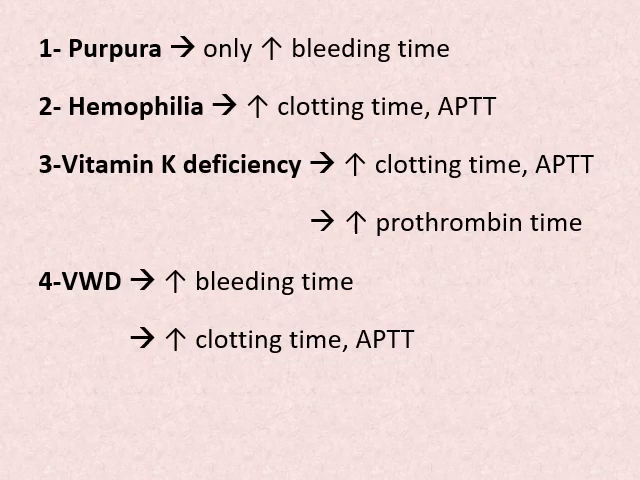 1- Purpura → only ↑ bleeding time
2- Hemophilia → ↑ clotting time, APTT
3-Vitamin K deficiency → ↑ clotting time, APTT
→ ↑ prothrombin time
4-VWD → ↑ bleeding time
→ ↑ clotting time, APTT